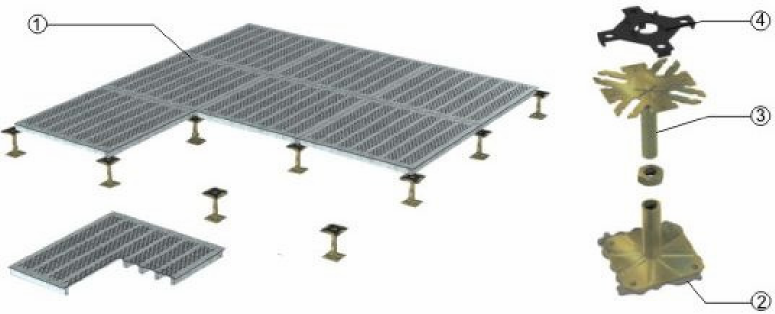 ①
④
③
②